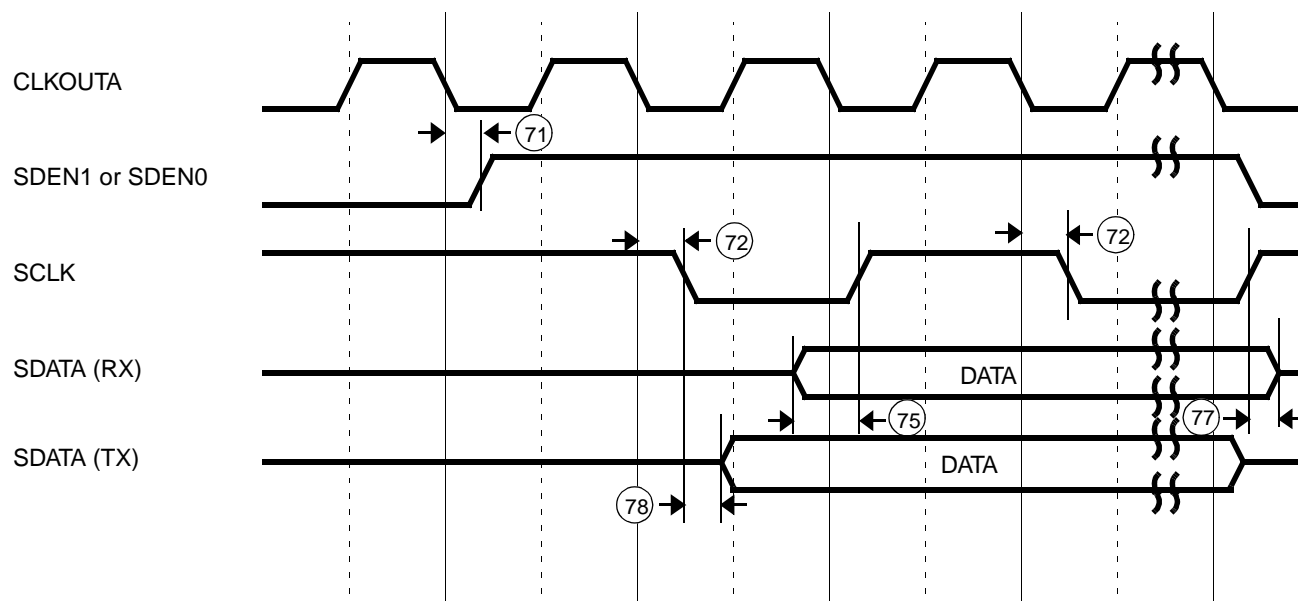 CLKOUTA
71
SDEN1 or SDEN0
72
72
SCLK
SDATA (RX)
DATA
75
77
SDATA (TX)
DATA
78